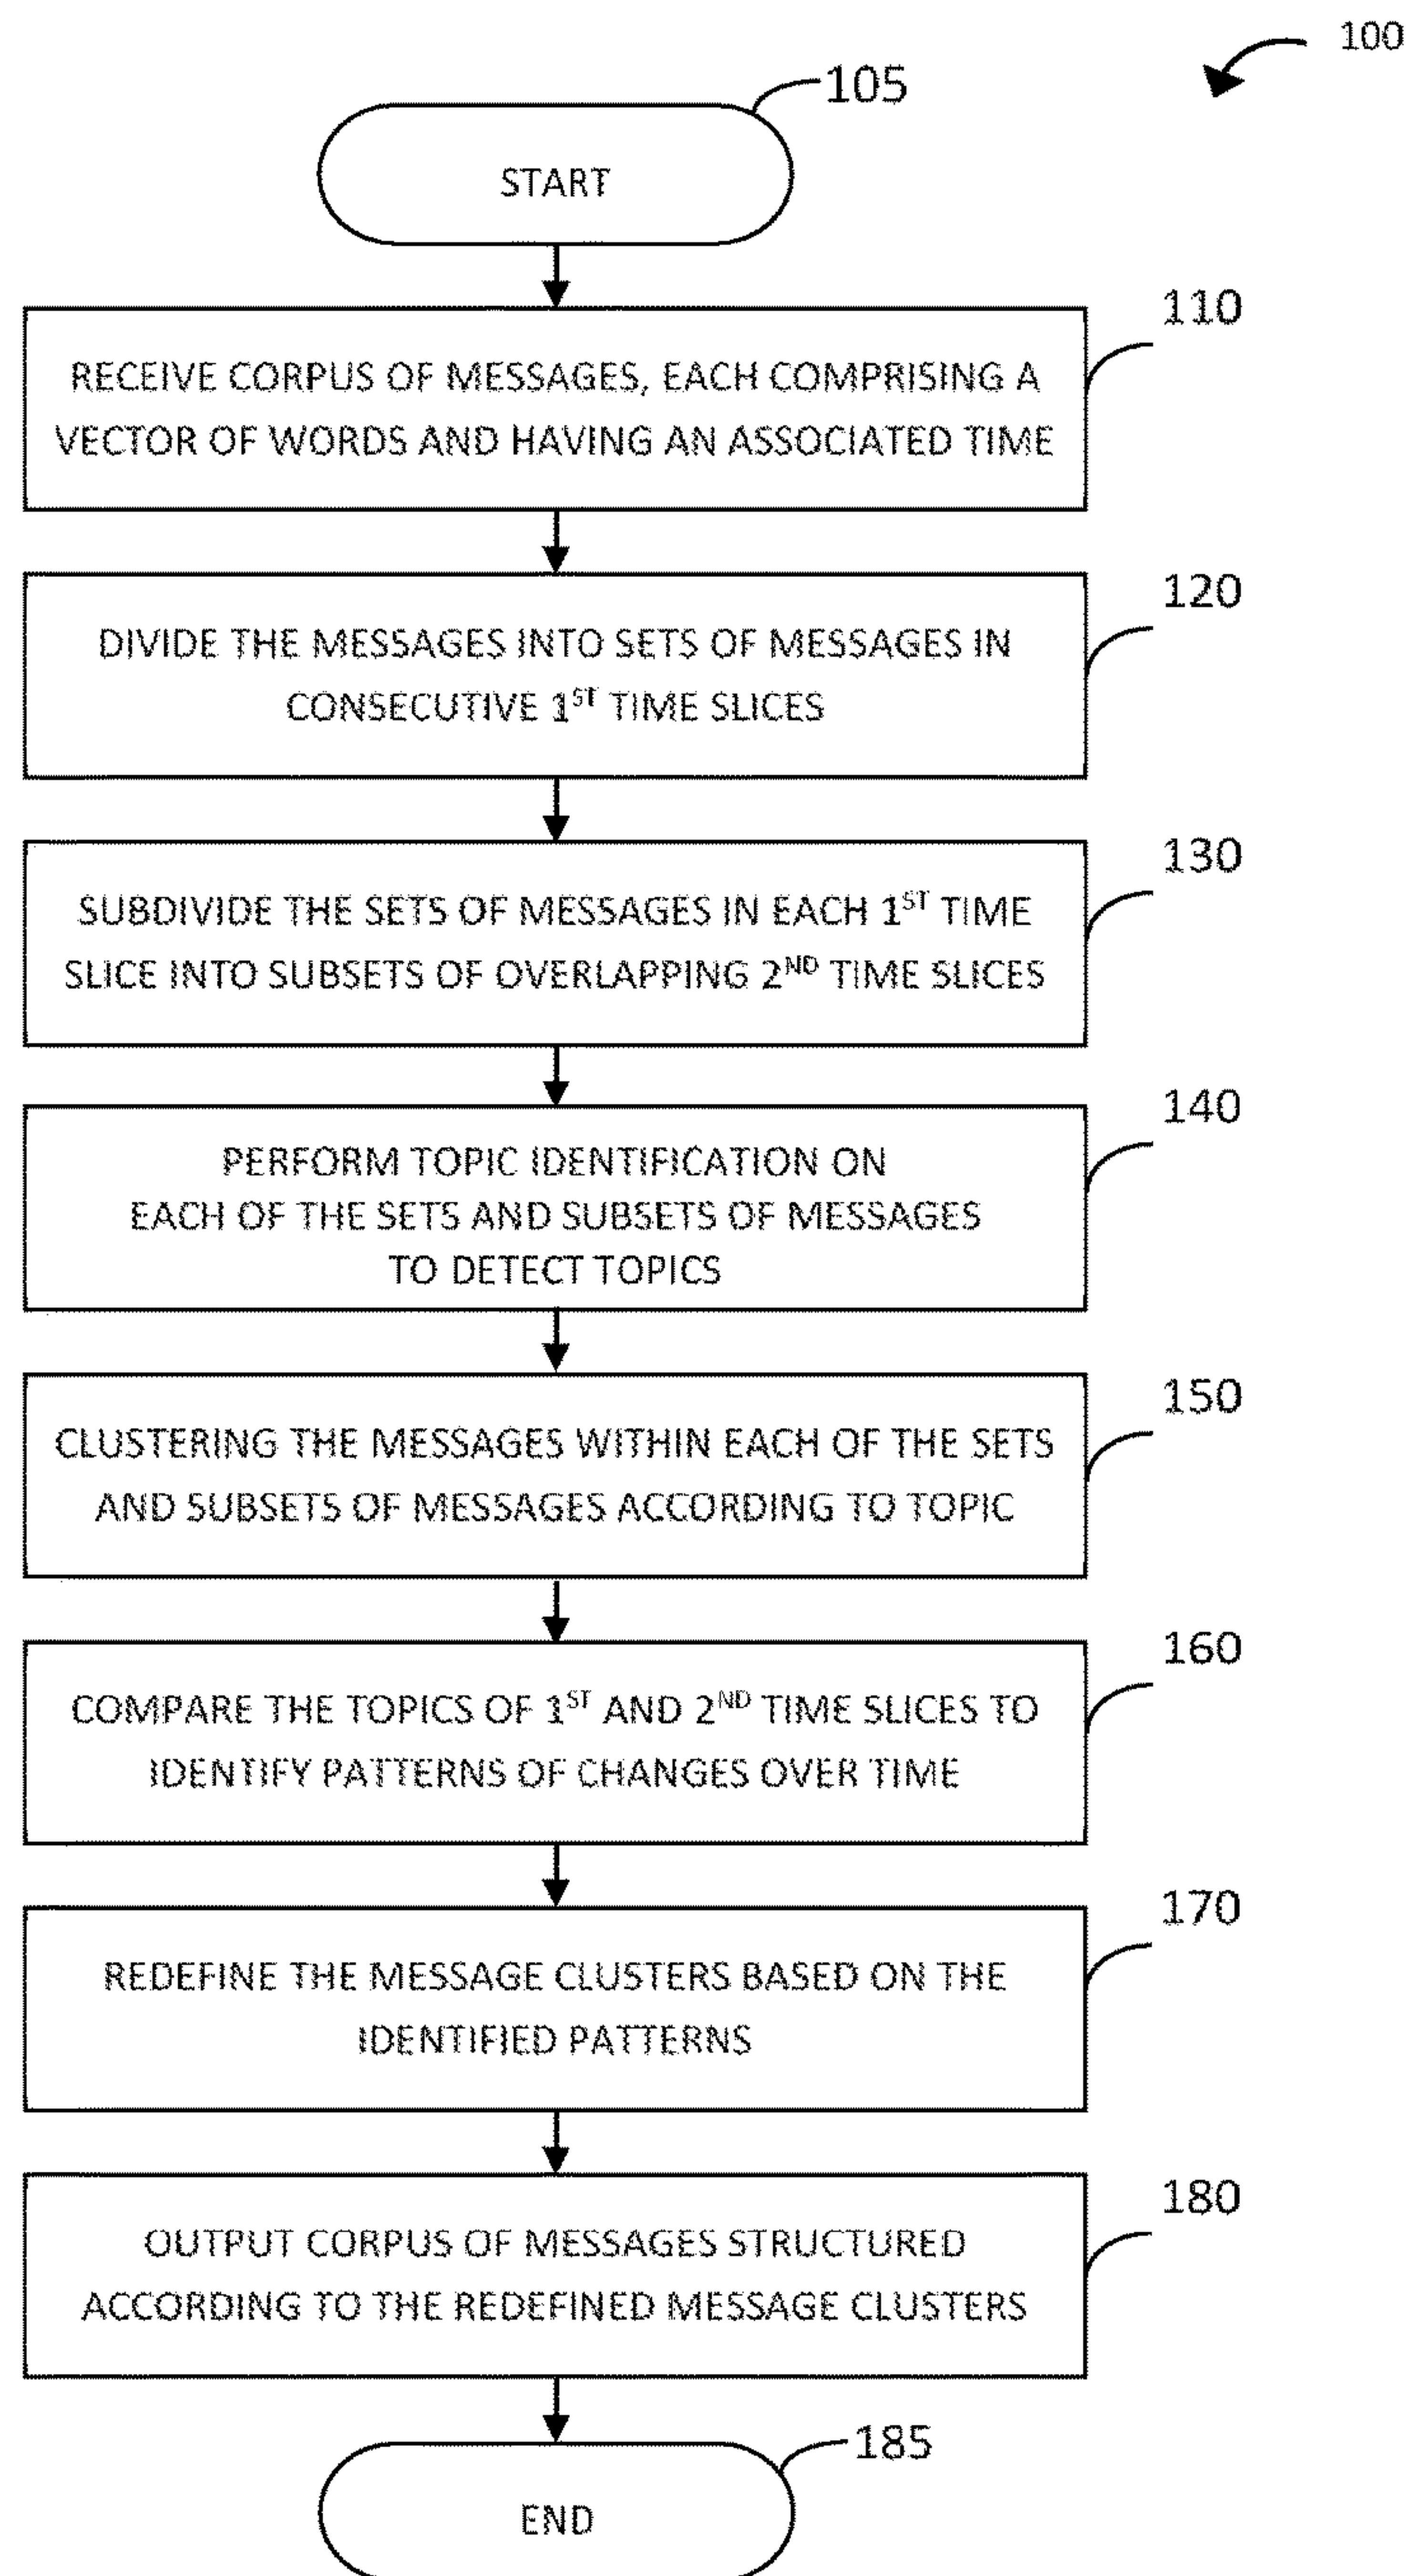 100
105
START
110
RECEIVE CORPUS OF MESSAGES, EACH COMPRISING A
VECTOR OF WORDS AND HAVING AN ASSOCIATED TIME
120
DIVIDE THE MESSAGES INTO SETS OF MESSAGES IN
CONSECUTIVE 1ST TIME SLICES
130
SUBDIVIDE THE SETS OF MESSAGES IN EACH 1ST TIME
SLICE INTO SUBSETS OF OVERLAPPING 2ND TIME SLICES
140
PERFORM TOPIC IDENTIFICATION ON
EACH OF THE SETS AND SUBSETS OF MESSAGES
TO DETECT TOPICS
150
CLUSTERING THE MESSAGES WITHIN EACH OF THE SETS
AND SUBSETS OF MESSAGES ACCORDING TO TOPIC
160
COMPARE THE TOPICS OF 1ST AND 2ND TIME SLICES TO
IDENTIFY PATTERNS OF CHANGES OVER TIME
170
REDEFINE THE MESSAGE CLUSTERS BASED ON THE
IDENTIFIED PATTERNS
180
OUTPUT CORPUS OF MESSAGES STRUCTURED
ACCORDING TO THE REDEFINED MESSAGE CLUSTERS
185
END